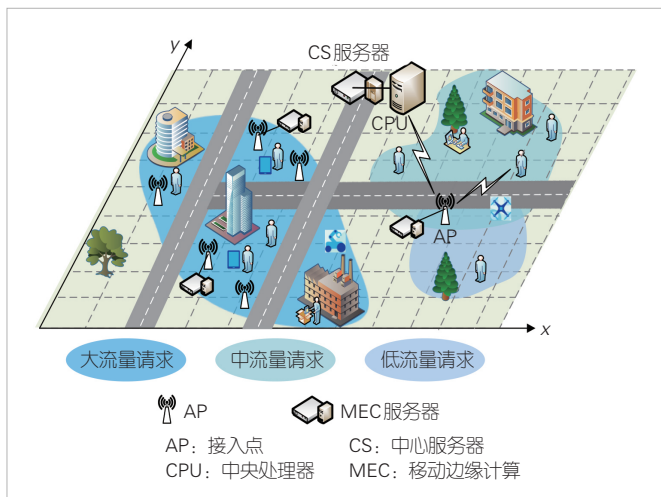 y
CS服务器
CPU
AP
x
大流量请求 中流量请求 低流量请求
AP MEC服务器
AP：接入点 CS：中心服务器
CPU：中央处理器 MEC：移动边缘计算